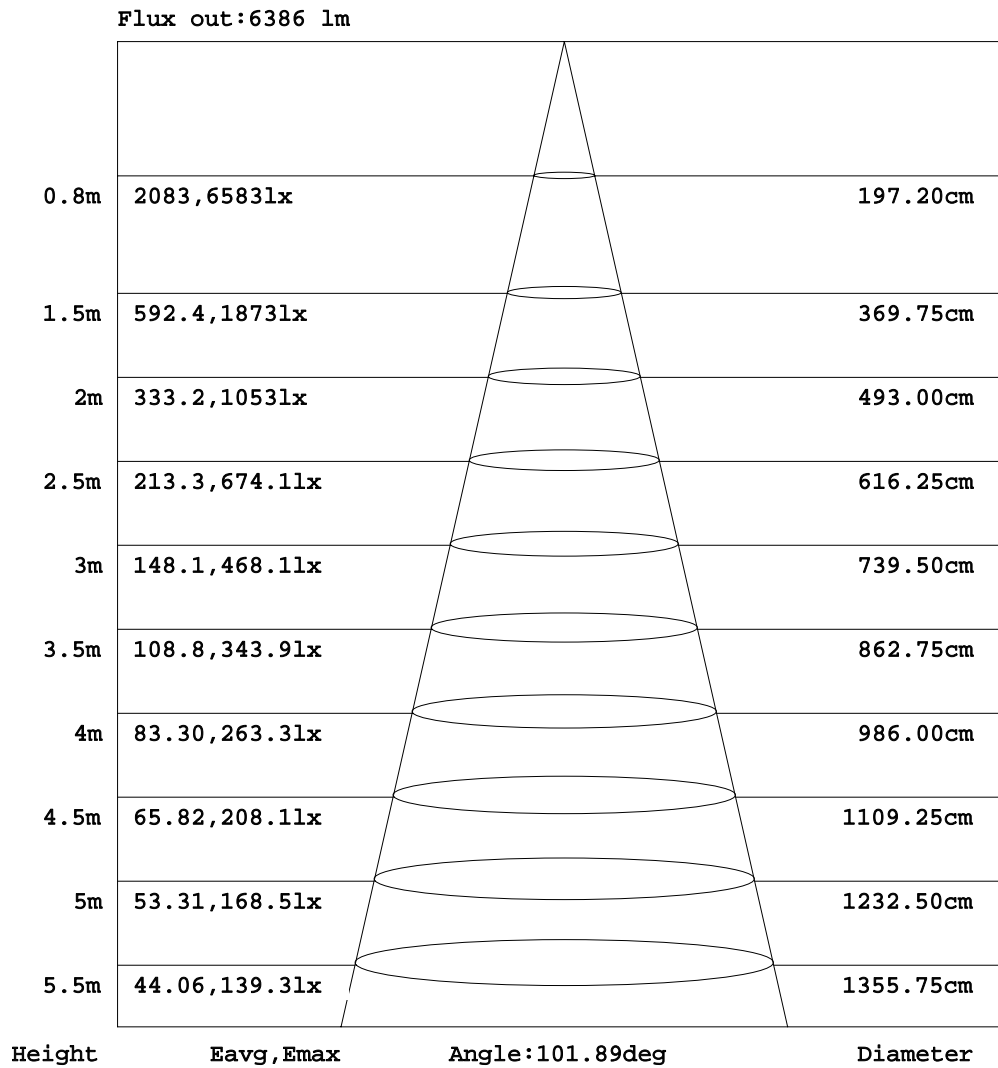 Flux out:6386 lm
0.8m 2083,6583lx 197.20cm
1.5m 592.4,1873lx 369.75cm
2m 333.2,1053lx 493.00cm
2.5m 213.3,674.1lx 616.25cm
3m 148.1,468.1lx 739.50cm
3.5m 108.8,343.9lx 862.75cm
4m 83.30,263.3lx 986.00cm
4.5m 65.82,208.1lx 1109.25cm
5m 53.31,168.5lx 1232.50cm
5.5m 44.06,139.3lx 1355.75cm
Height Eavg,Emax Angle:101.89deg Diameter